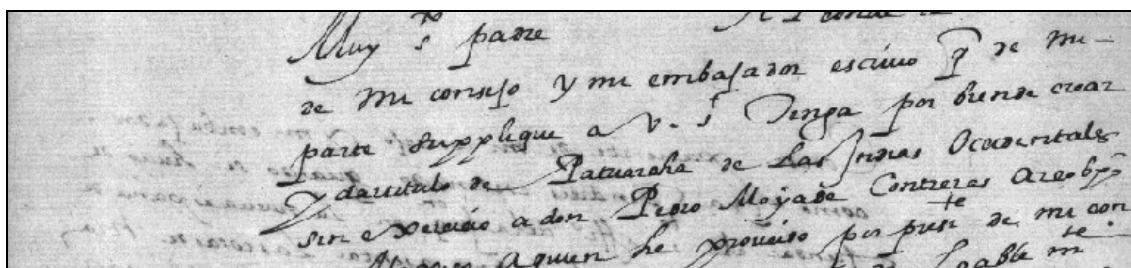 Muy s.to padre
de mi consejo y mi embajador escriuo q de mi
parte supplique a V. S. Tenga por bien de crear
y dar titulo de Patriarcha de Las Indias Occidentales
sin exercicio a don Pedro Moya de Contreras Arçobpo
a quien he proueido por presi.te de mi con